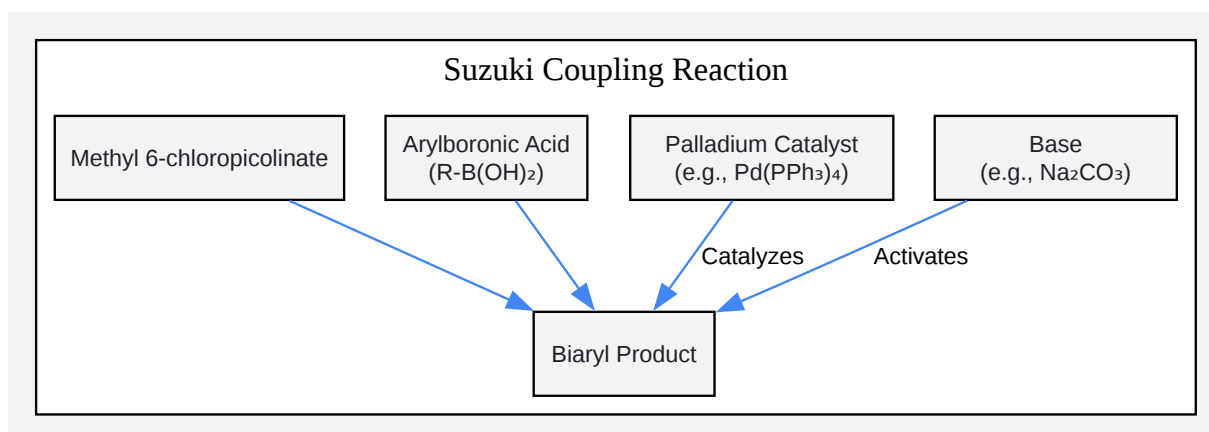 Suzuki Coupling Reaction
Methyl 6-chloropicolinate
Arylboronic Acid
(R-B(OH)₂)
Palladium Catalyst
(e.g., Pd(PPh₃)₄)
Base
(e.g., Na₂CO₃)
Catalyzes
Activates
Biaryl Product